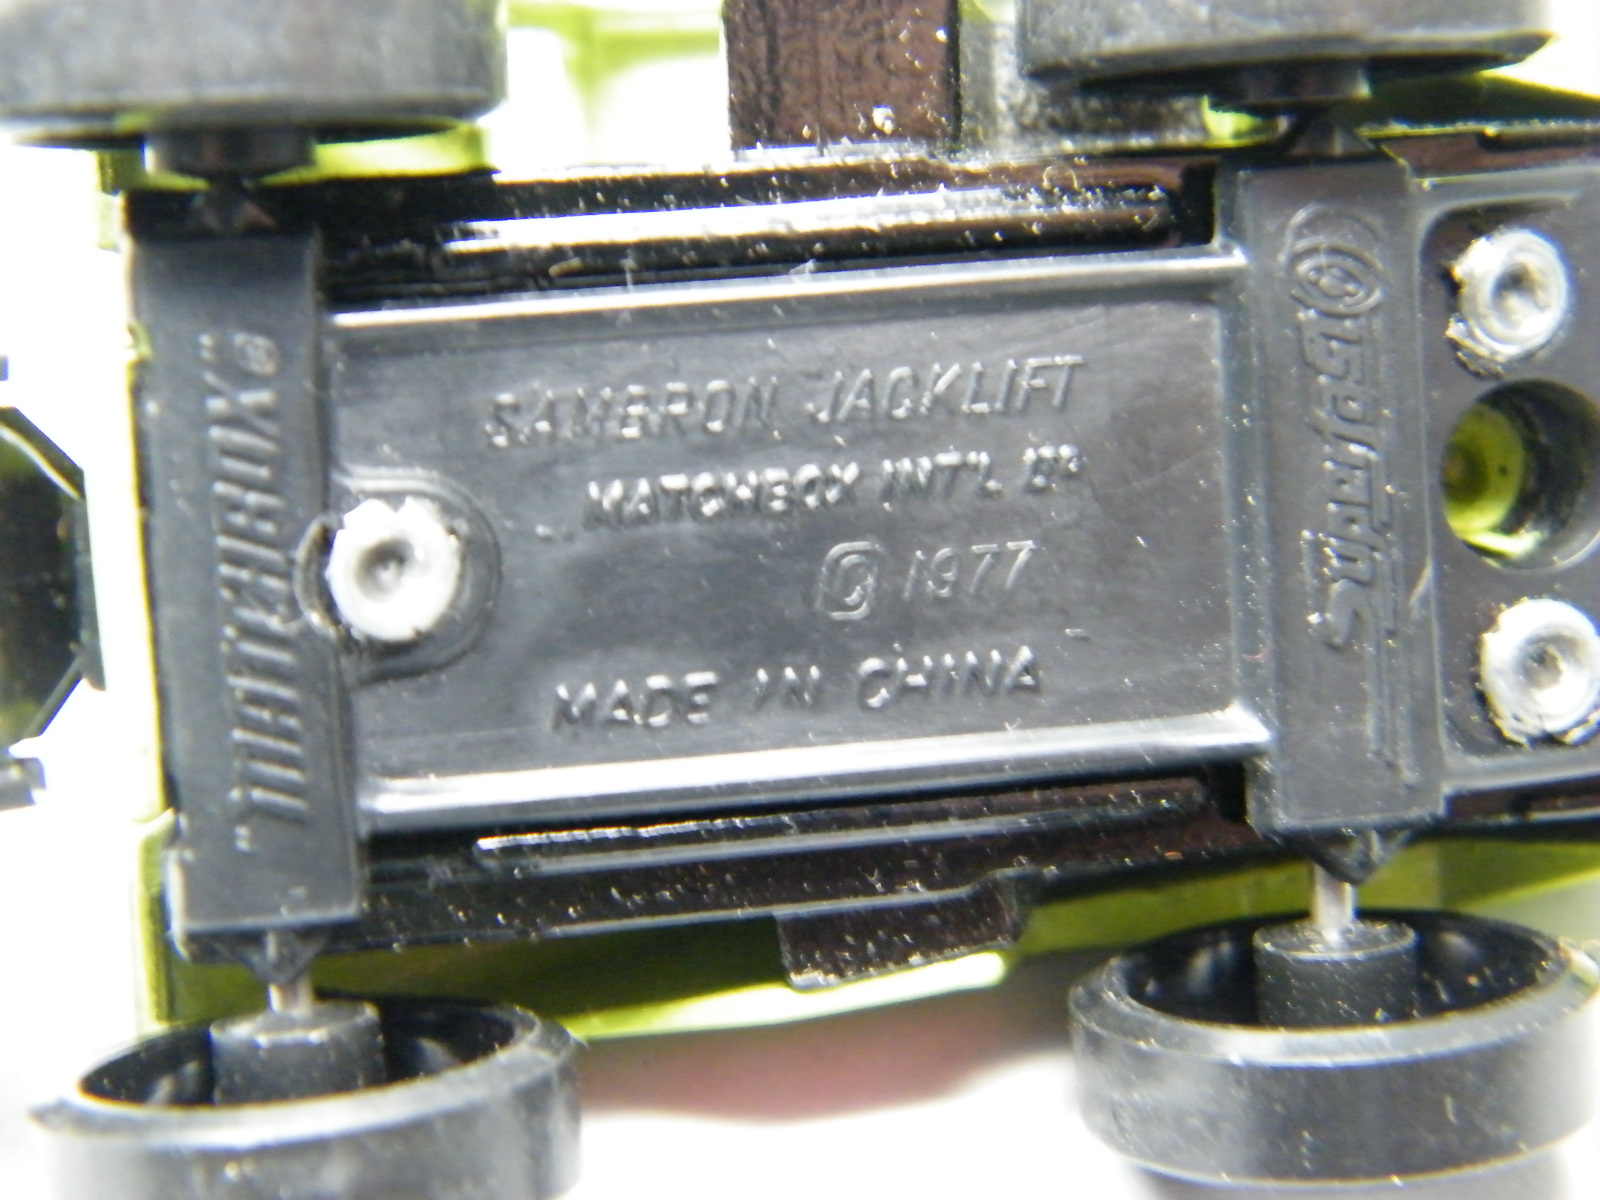 "MATCHBOX"®
SAMBRON JACKLIFT
MATCHBOX INT'L LTD
© 1977
MADE IN CHINA
Superfast